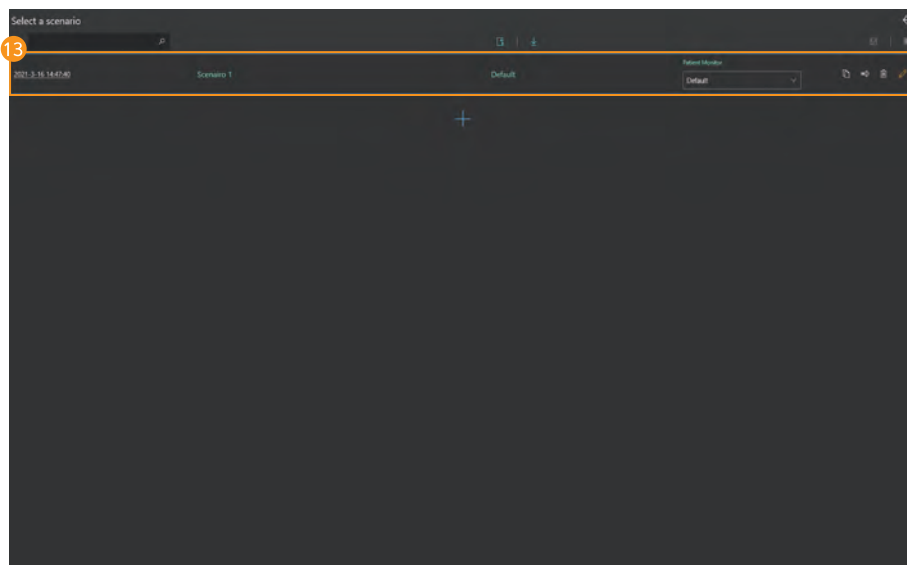 Select a scenario
13
2021-3-16 14:47:40
Scenairo 1
Default
Patient Monitor
Default